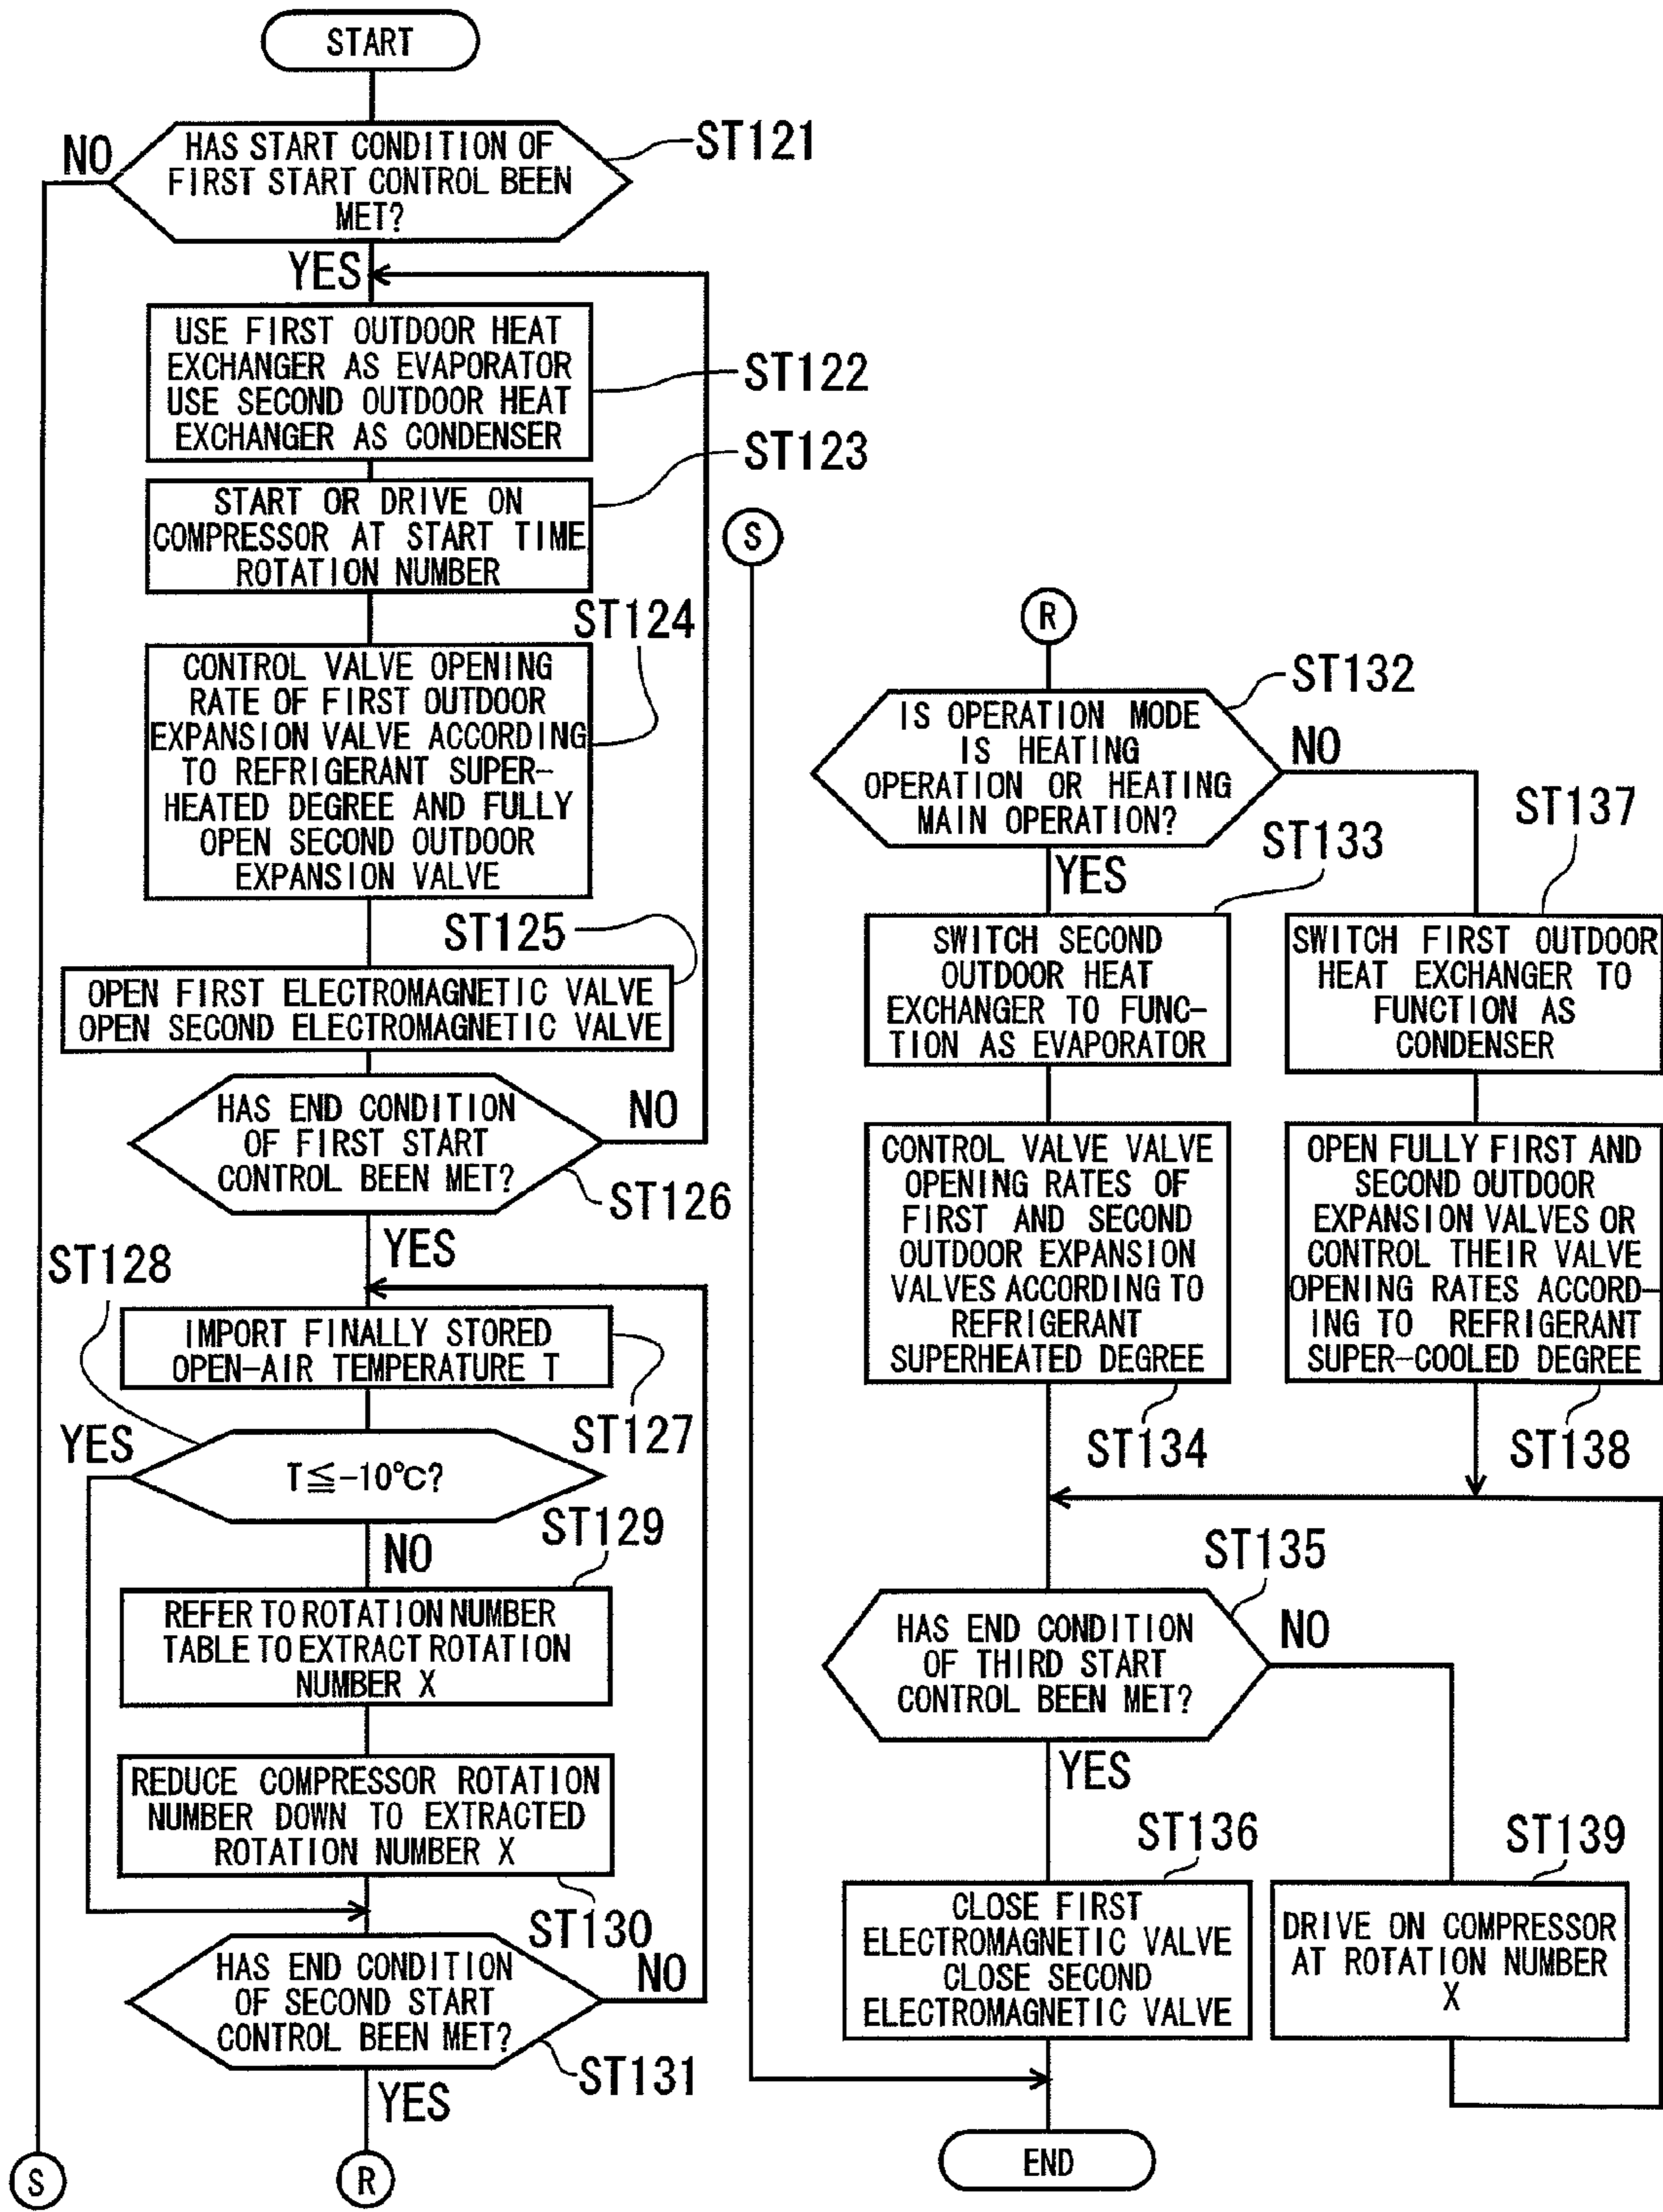 START
HAS START CONDITION OF
FIRST START CONTROL BEEN
MET?
ST121
NO
YES
USE FIRST OUTDOOR HEAT
EXCHANGER AS EVAPORATOR
USE SECOND OUTDOOR HEAT
EXCHANGER AS CONDENSER
ST122
START OR DRIVE ON
COMPRESSOR AT START TIME
ROTATION NUMBER
ST123
CONTROL VALVE OPENING
RATE OF FIRST OUTDOOR
EXPANSION VALVE ACCORDING
TO REFRIGERANT SUPER-
HEATED DEGREE AND FULLY
OPEN SECOND OUTDOOR
EXPANSION VALVE
ST124
OPEN FIRST ELECTROMAGNETIC VALVE
OPEN SECOND ELECTROMAGNETIC VALVE
ST125
HAS END CONDITION
OF FIRST START
CONTROL BEEN MET?
NO
ST126
YES
IMPORT FINALLY STORED
OPEN-AIR TEMPERATURE T
ST127
ST128
YES
T≦-10℃?
NO
ST129
REFER TO ROTATION NUMBER
TABLE TO EXTRACT ROTATION
NUMBER X
REDUCE COMPRESSOR ROTATION
NUMBER DOWN TO EXTRACTED
ROTATION NUMBER X
ST130
HAS END CONDITION
OF SECOND START
CONTROL BEEN MET?
NO
ST131
YES
S
R
S
R
IS OPERATION MODE
IS HEATING
OPERATION OR HEATING
MAIN OPERATION?
ST132
NO
YES
ST133
SWITCH SECOND
OUTDOOR HEAT
EXCHANGER TO FUNC-
TION AS EVAPORATOR
ST137
SWITCH FIRST OUTDOOR
HEAT EXCHANGER TO
FUNCTION AS
CONDENSER
CONTROL VALVE VALVE
OPENING RATES OF
FIRST AND SECOND
OUTDOOR EXPANSION
VALVES ACCORDING TO
REFRIGERANT
SUPERHEATED DEGREE
ST134
OPEN FULLY FIRST AND
SECOND OUTDOOR
EXPANSION VALVES OR
CONTROL THEIR VALVE
OPENING RATES ACCORD-
ING TO REFRIGERANT
SUPER-COOLED DEGREE
ST138
HAS END CONDITION
OF THIRD START
CONTROL BEEN MET?
ST135
NO
YES
ST136
CLOSE FIRST
ELECTROMAGNETIC VALVE
CLOSE SECOND
ELECTROMAGNETIC VALVE
ST139
DRIVE ON COMPRESSOR
AT ROTATION NUMBER
X
END